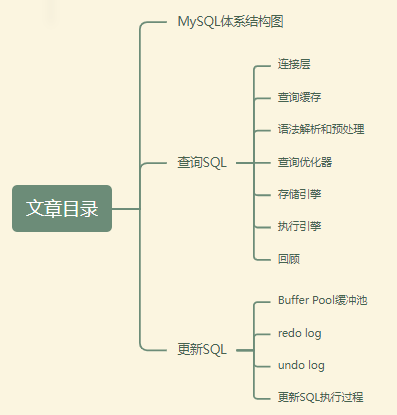 文章目录
MySQL体系结构图
查询SQL
连接层
查询缓存
语法解析和预处理
查询优化器
存储引擎
执行引擎
回顾
更新SQL
Buffer Pool缓冲池
redo log
undo log
更新SQL执行过程